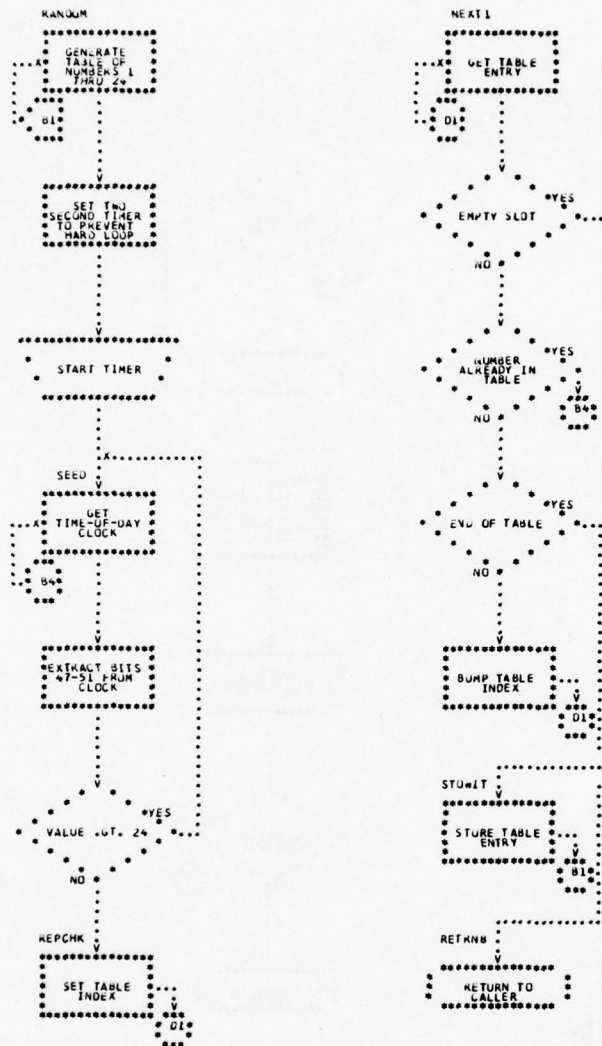 RANDOM
GENERATE
TABLE OF
NUMBERS 1
THRU 24
B1
SET TWO
SECOND TIMER
TO PREVENT
HARD LOOP
START TIMER
SEED
GET
TIME-OF-DAY
CLOCK
B4
EXTRACT BITS
47-51 FROM
CLOCK
YES
VALUE .GT. 24
NO
REPCHK
SET TABLE
INDEX
D1
NEXT1
GET TABLE
ENTRY
D1
YES
EMPTY SLOT
NO
YES
NUMBER
ALREADY IN
TABLE
B4
NO
YES
END OF TABLE
NO
BUMP TABLE
INDEX
D1
STOWIT
STORE TABLE
ENTRY
B1
RETRNB
RETURN TO
CALLER